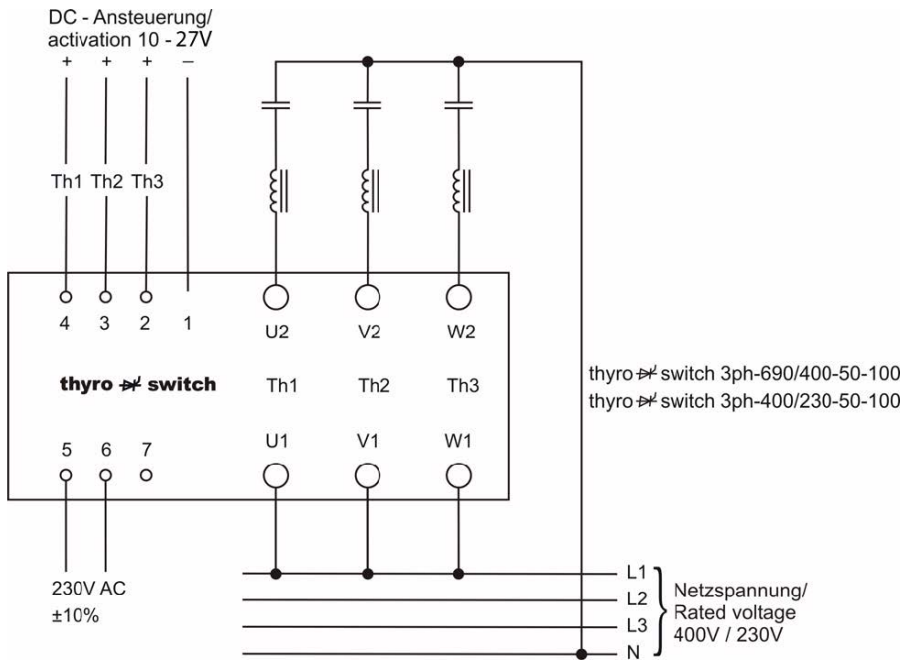 DC - Ansteuerung/
activation 10 - 27V
+ + + –
Th1 Th2 Th3
4 3 2 1
U2 V2 W2
thyro switch
Th1 Th2 Th3
thyro switch 3ph-690/400-50-100
thyro switch 3ph-400/230-50-100
U1 V1 W1
5 6 7
230V AC
±10%
L1
L2
L3
N
Netzspannung/
Rated voltage
400V / 230V